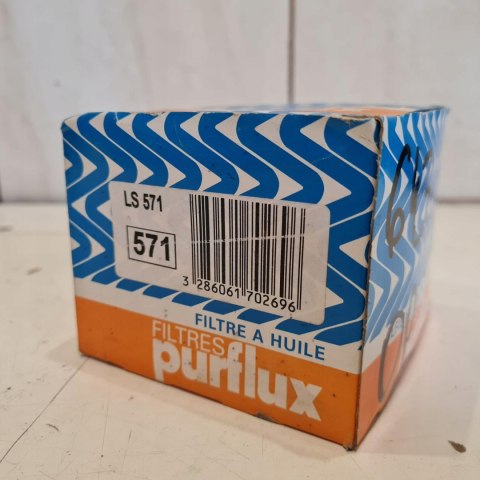 LS 571
571
3 286061 702696
FILTRE A HUILE
FILTRES
purflux